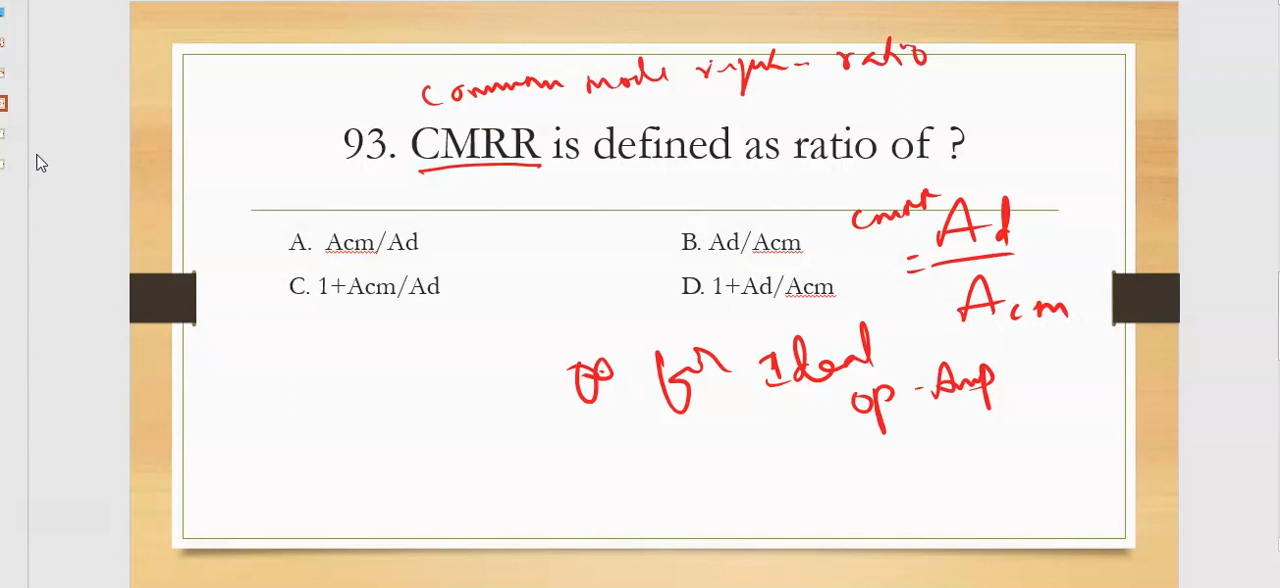 common mode input - ratio
93. CMRR is defined as ratio of ?
A. Acm/Ad
B. Ad/Acm
C. 1+Acm/Ad
D. 1+Ad/Acm
cmrr
= Ad
Acm
for Ideal
op-Amp